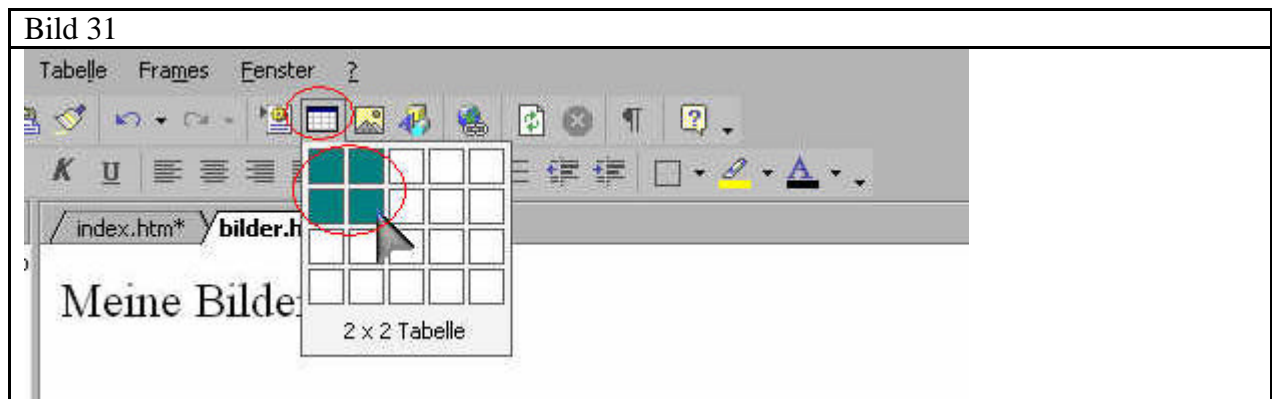 Bild 31
Tabelle Frames Fenster ?
K U A
index.htm* bilder.h
Meine Bilder
2 x 2 Tabelle